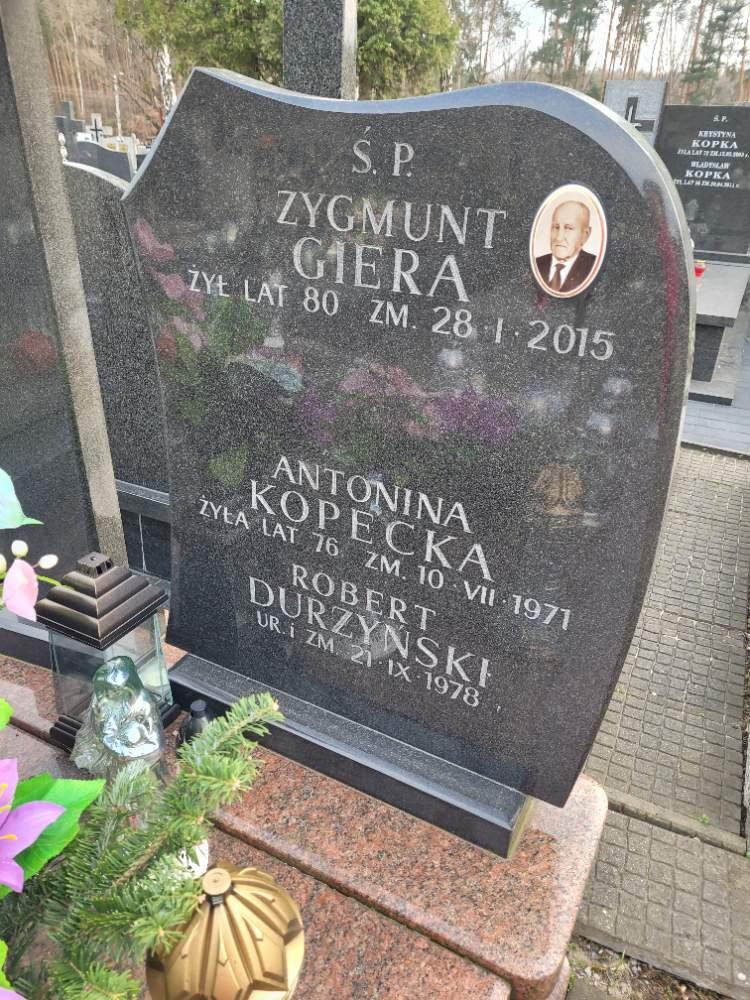 Ś. P.
ZYGMUNT
GIERA
ŻYŁ LAT 80 ZM. 28·I·2015
ANTONINA
KOPECKA
ŻYŁA LAT 76 ZM. 10·VII·1971
ROBERT
DURZYŃSKI
UR. i ZM. 21·IX·1978
Ś. P.
KRYSTYNA
KOPKA
WŁADYSŁAW
KOPKA